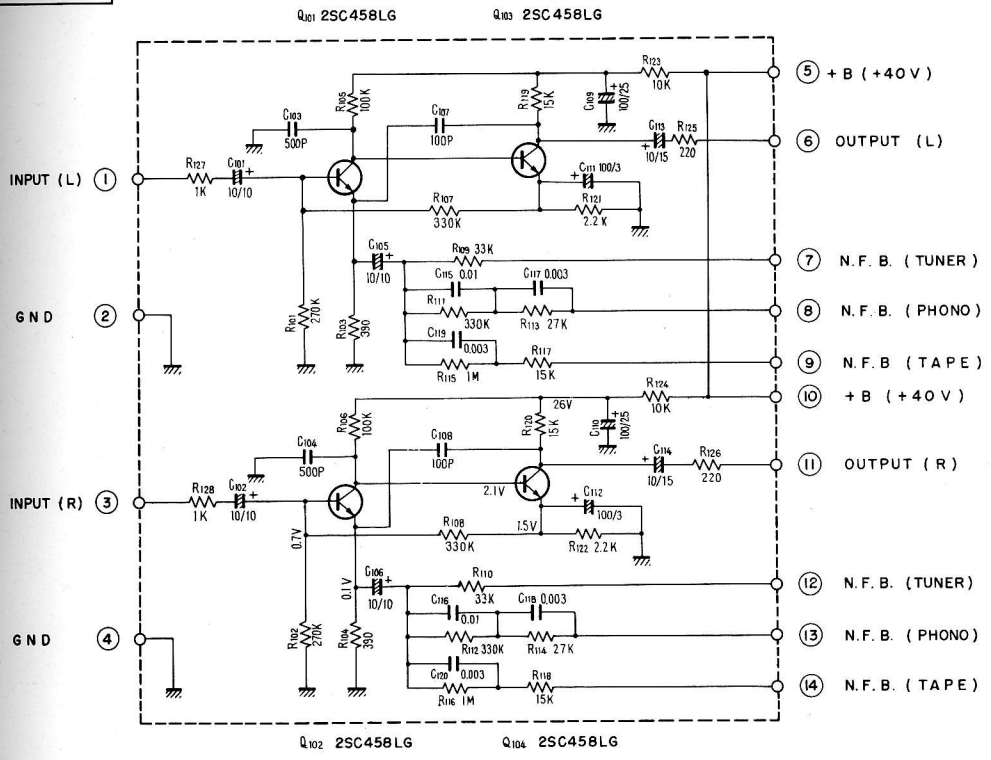 Q101 2SC458LG
Q103 2SC458LG
R123
10K
5 + B (+40V)
R105
100K
R119
15K
C109
+
100/25
C103
500P
C107
100P
C113
+
10/15
R125
220
6 OUTPUT (L)
INPUT (L) 1
R127
1K
C101
+
10/10
C111 100/3
+
R107
330K
R121
2.2K
C105
+
10/10
R109 33K
7 N.F.B. (TUNER)
C115 0.01
C117 0.003
R111
330K
R113 27K
8 N.F.B. (PHONO)
GND 2
R101
270K
R103
390
C119
0.003
R117
15K
R115 1M
9 N.F.B (TAPE)
R124
10K
10 +B (+40V)
R106
100K
26V
R120
15K
C110
+
100/25
C104
500P
C108
100P
C114
+
10/15
R126
220
11 OUTPUT (R)
INPUT (R) 3
R128
1K
C102
+
10/10
2.1V
C112
+
100/3
0.7V
R108
330K
1.5V
R122 2.2K
0.1V
C106
+
10/10
R110
33K
12 N.F.B. (TUNER)
C116
0.01
C118 0.003
R112 330K
R114 27K
13 N.F.B. (PHONO)
GND 4
R102
270K
R104
390
C120
0.003
R118
15K
R116 1M
14 N.F.B. (TAPE)
Q102 2SC458LG
Q104 2SC458LG